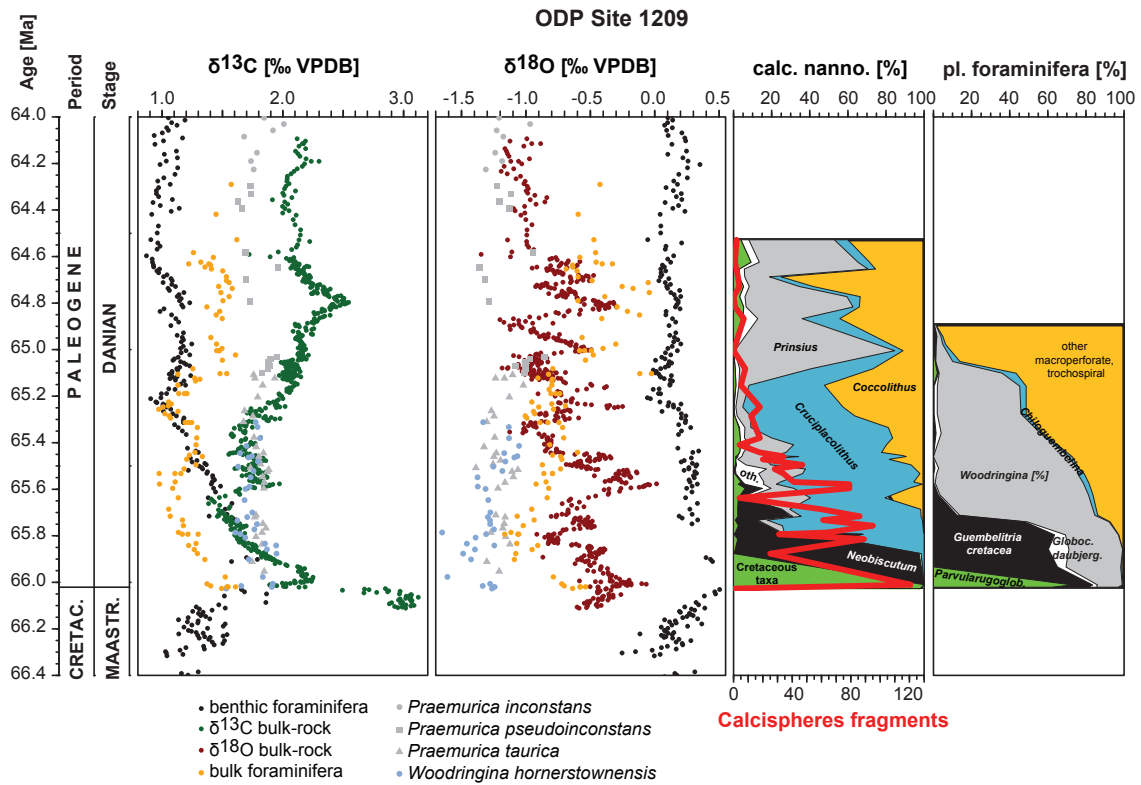 ODP Site 1209
Age [Ma]
Period
Stage
δ13C [‰ VPDB]
δ18O [‰ VPDB]
calc. nanno. [%]
pl. foraminifera [%]
1.0 2.0 3.0
-1.5 -1.0 -0.5 0.0 0.5
20 40 60 80 100
20 40 60 80 100
64.0
64.2
64.4
64.6
64.8
65.0
65.2
65.4
65.6
65.8
66.0
66.2
66.4
PALEOGENE
CRETAC.
DANIAN
MAASTR.
Prinsius
Coccolithus
Cruciplacolithus
oth.
Neobiscutum
Cretaceous
taxa
other
macroperforate,
trochospiral
Chiloguembelina
Woodringina [%]
Guembelitria
cretacea
Globoc.
daubjerg.
Parvularugoglob.
0 40 80 120
Calcispheres fragments
benthic foraminifera
δ13C bulk-rock
δ18O bulk-rock
bulk foraminifera
Praemurica inconstans
Praemurica pseudoinconstans
Praemurica taurica
Woodringina hornerstownensis